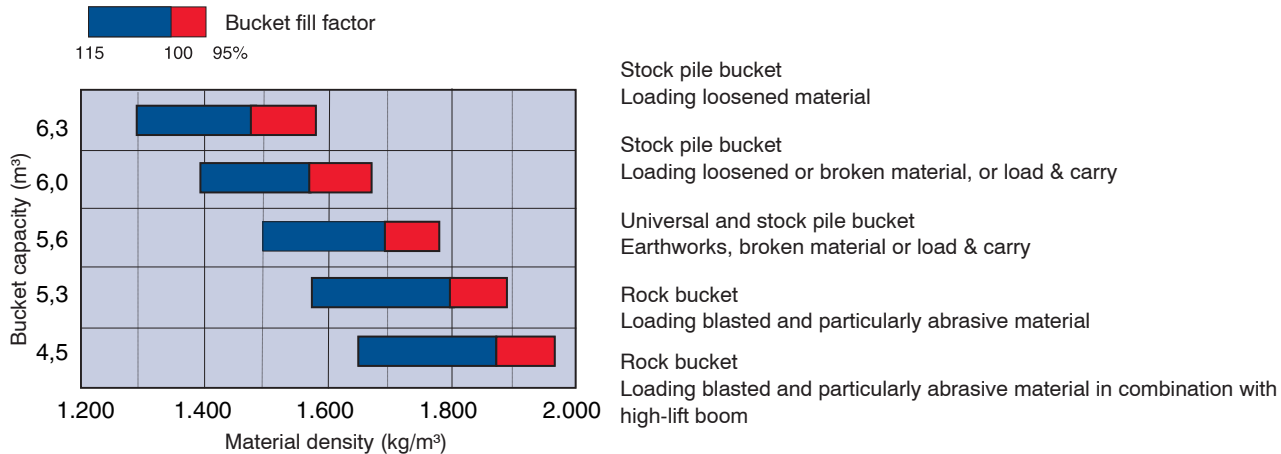 Bucket fill factor
115 100 95%
Stock pile bucket
Loading loosened material
Stock pile bucket
Loading loosened or broken material, or load & carry
Universal and stock pile bucket
Earthworks, broken material or load & carry
Rock bucket
Loading blasted and particularly abrasive material
Rock bucket
Loading blasted and particularly abrasive material in combination with
high-lift boom
Bucket capacity (m³)
6,3
6,0
5,6
5,3
4,5
1.200 1.400 1.600 1.800 2.000
Material density (kg/m³)